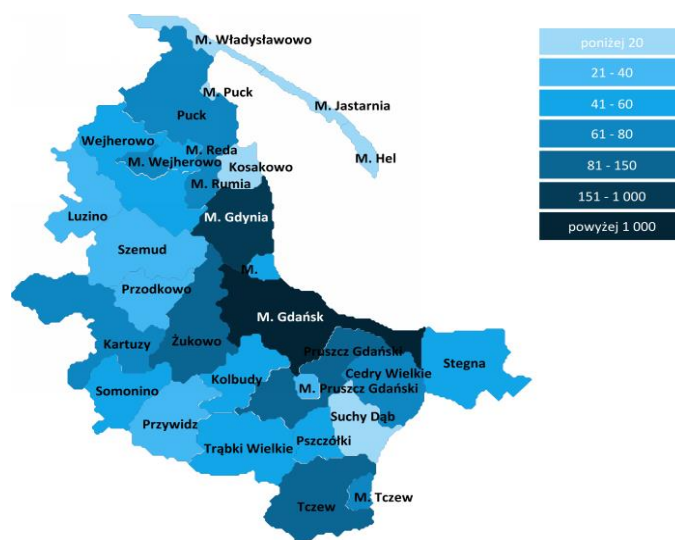 M. Władysławowo
M. Puck
M. Jastarnia
Puck
M. Hel
Wejherowo
M. Reda
M. Wejherowo
Kosakowo
M. Rumia
Luzino
M. Gdynia
Szemud
M.
Przodkowo
M. Gdańsk
Kartuzy
Żukowo
Pruszcz Gdański
Stegna
Kolbudy
Cedry Wielkie
Somonino
M. Pruszcz Gdański
Przywidz
Suchy Dąb
Trąbki Wielkie
Pszczółki
Tczew
M. Tczew
poniżej 20
21 - 40
41 - 60
61 - 80
81 - 150
151 - 1 000
powyżej 1 000